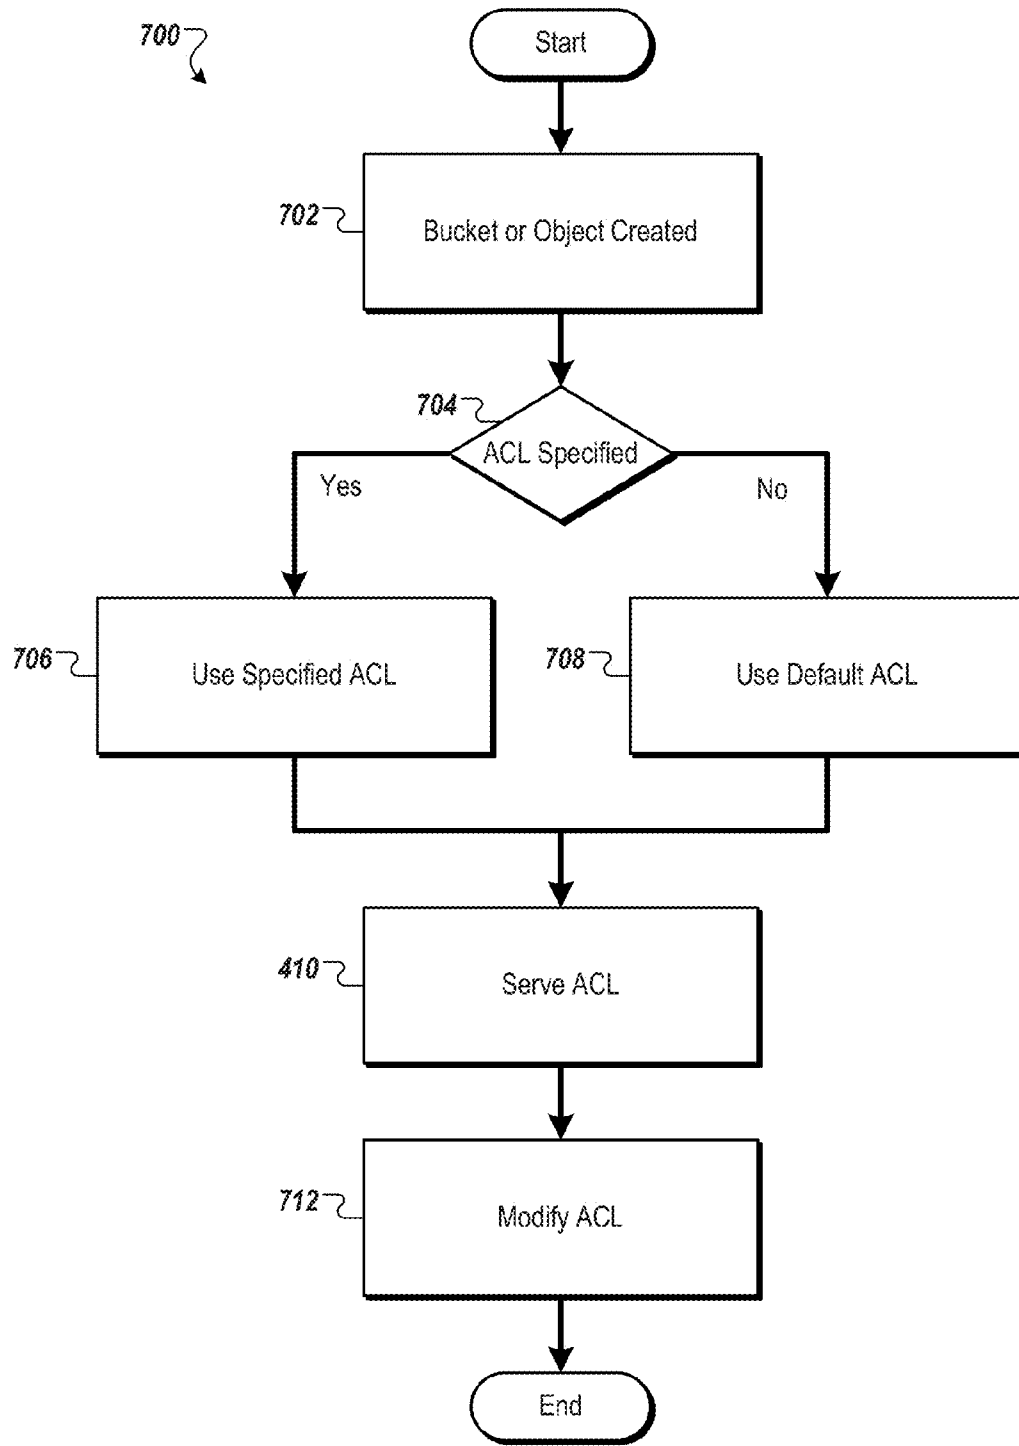 700
Start
702
Bucket or Object Created
704
ACL Specified
Yes
No
706
Use Specified ACL
708
Use Default ACL
410
Serve ACL
712
Modify ACL
End